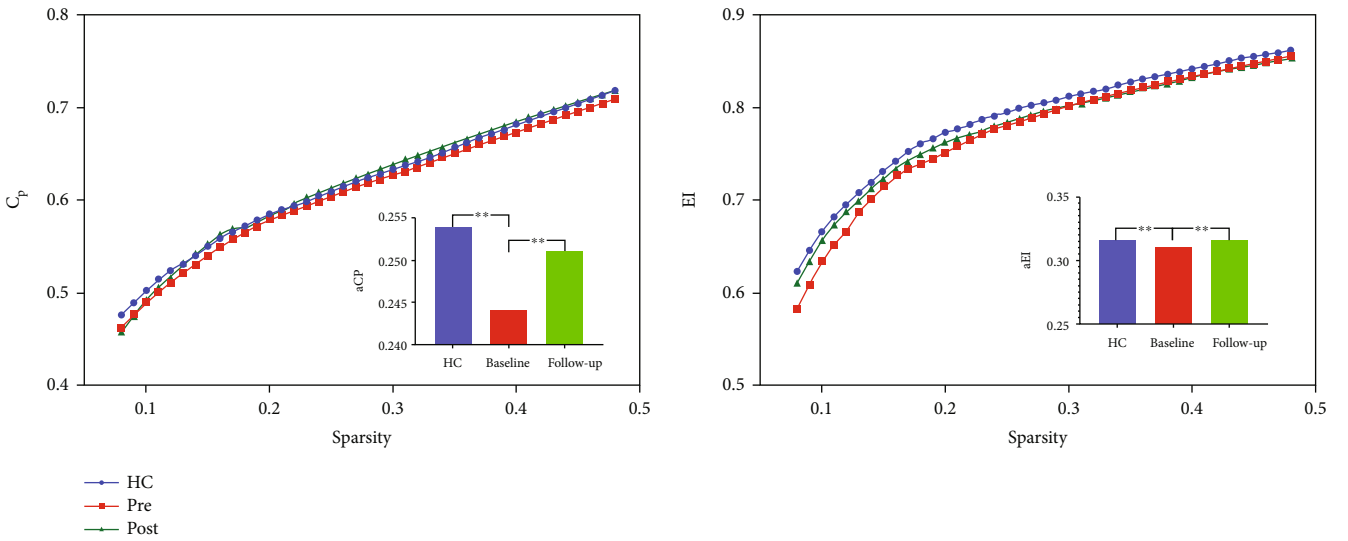 0.8
0.7
0.6
0.5
0.4
Cp
0.1
0.2
0.3
0.4
0.5
Sparsity
0.255
0.250
0.245
0.240
aCP
**
**
HC
Baseline
Follow-up
0.9
0.8
0.7
0.6
0.5
EI
0.1
0.2
0.3
0.4
0.5
Sparsity
0.35
0.30
0.25
aEI
**
**
HC
Baseline
Follow-up
HC
Pre
Post